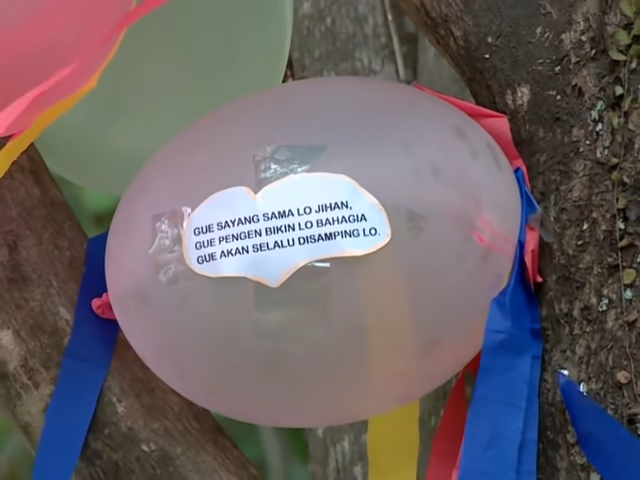 GUE SAYANG SAMA LO JIHAN,
GUE PENGEN BIKIN LO BAHAGIA
GUE AKAN SELALU DISAMPING LO.